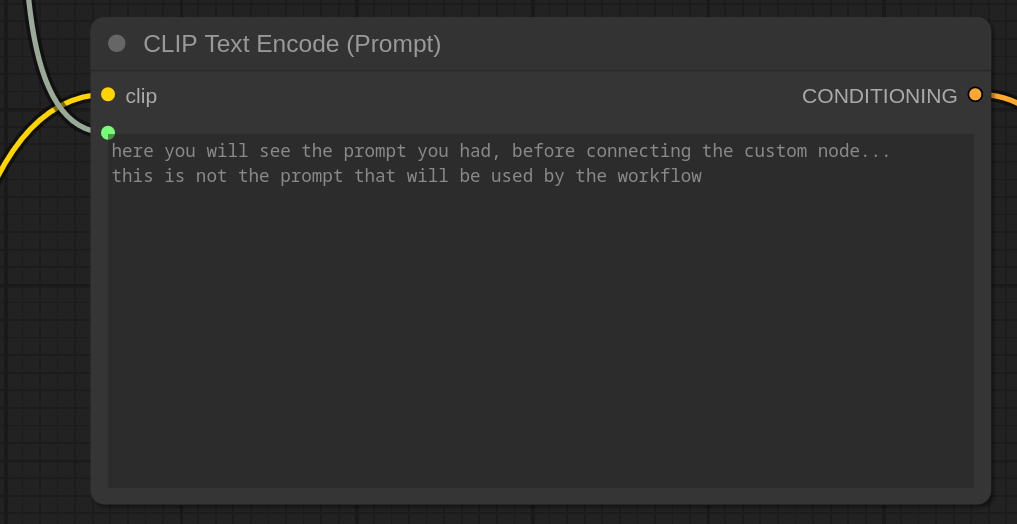 CLIP Text Encode (Prompt)
clip
CONDITIONING
here you will see the prompt you had, before connecting the custom node...
this is not the prompt that will be used by the workflow